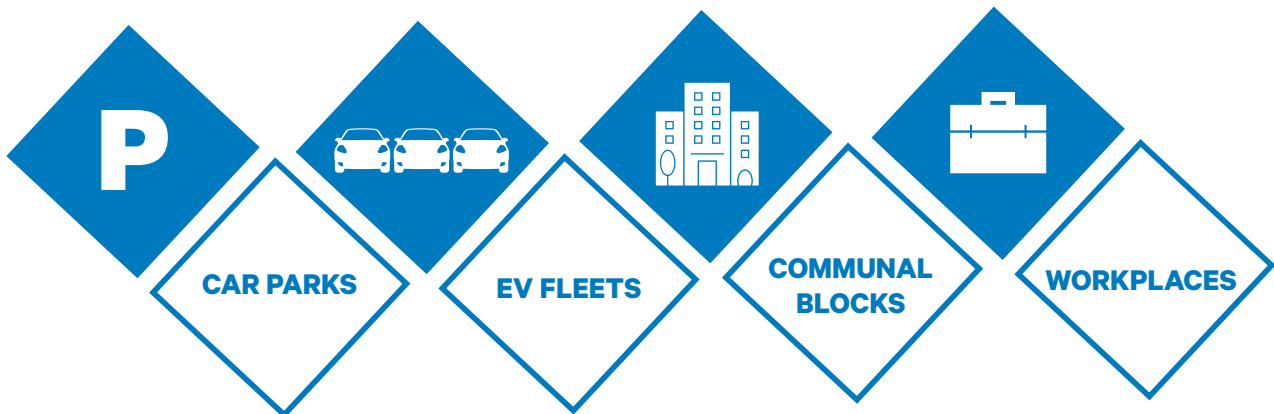 P
CAR PARKS
EV FLEETS
COMMUNAL
BLOCKS
WORKPLACES